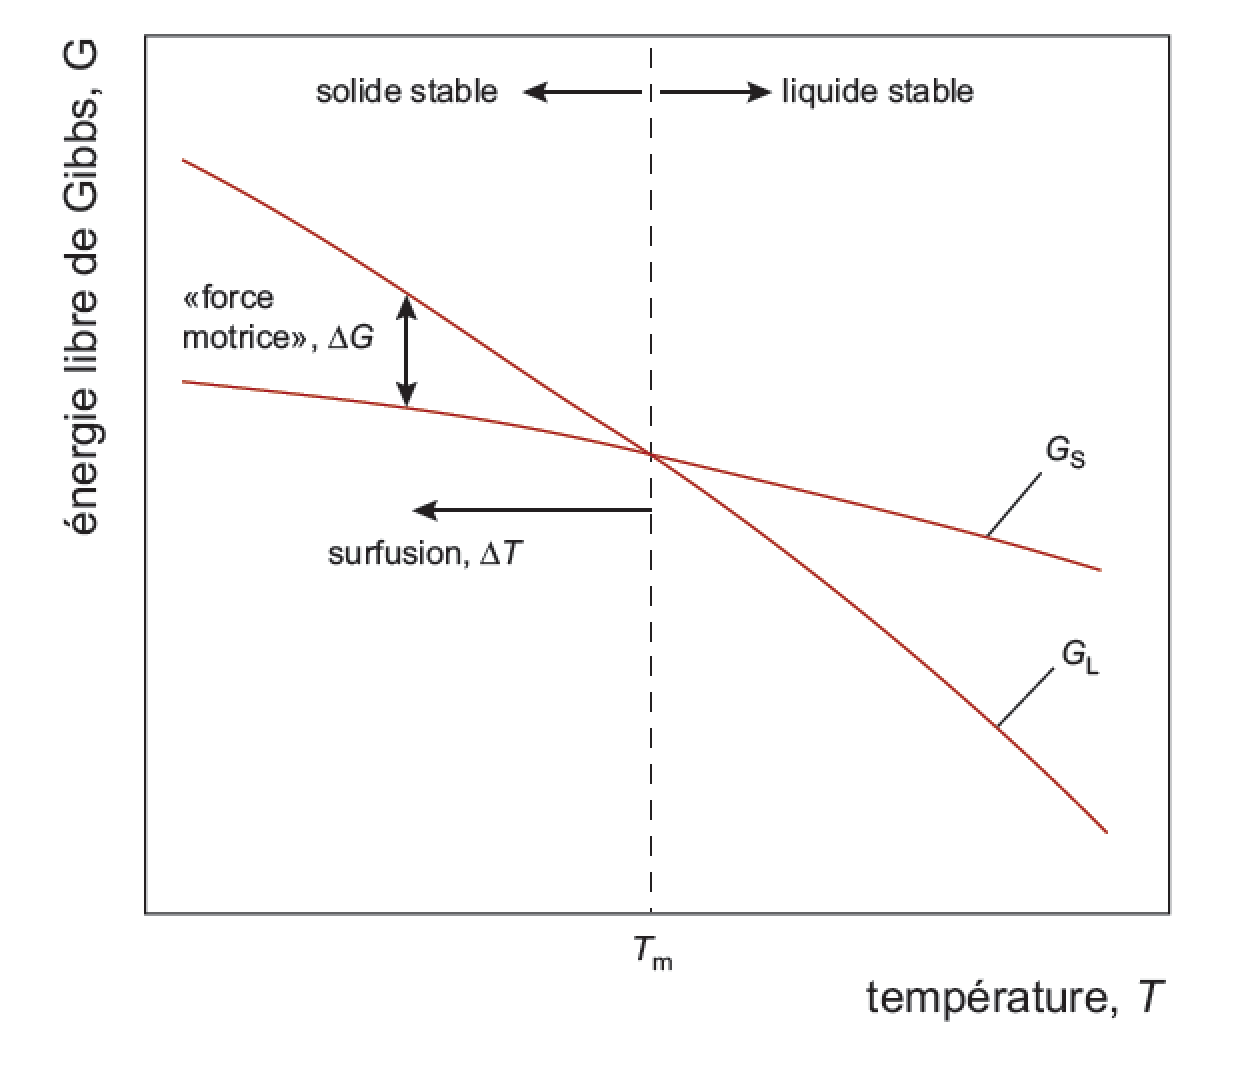 énergie libre de Gibbs, G
solide stable
liquide stable
«force
motrice», ΔG
surfusion, ΔT
G_S
G_L
T_m
température, T